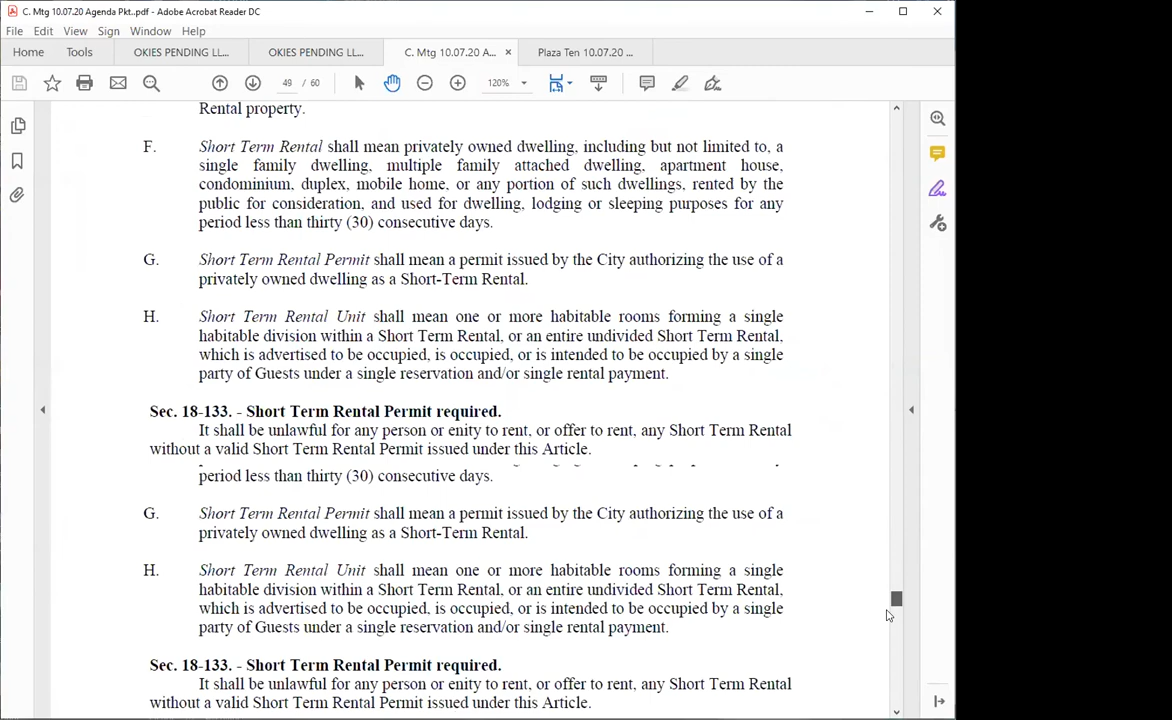 C. Mtg 10.07.20 Agenda Pkt..pdf - Adobe Acrobat Reader DC
File Edit View Sign Window Help
Home Tools OKIES PENDING LL... OKIES PENDING LL... C. Mtg 10.07.20 A... × Plaza Ten 10.07.20 ...
49 / 60 120%
Rental property.
F. Short Term Rental shall mean privately owned dwelling, including but not limited to, a
single family dwelling, multiple family attached dwelling, apartment house,
condominium, duplex, mobile home, or any portion of such dwellings, rented by the
public for consideration, and used for dwelling, lodging or sleeping purposes for any
period less than thirty (30) consecutive days.
G. Short Term Rental Permit shall mean a permit issued by the City authorizing the use of a
privately owned dwelling as a Short-Term Rental.
H. Short Term Rental Unit shall mean one or more habitable rooms forming a single
habitable division within a Short Term Rental, or an entire undivided Short Term Rental,
which is advertised to be occupied, is occupied, or is intended to be occupied by a single
party of Guests under a single reservation and/or single rental payment.
Sec. 18-133. - Short Term Rental Permit required.
It shall be unlawful for any person or enity to rent, or offer to rent, any Short Term Rental
without a valid Short Term Rental Permit issued under this Article.
period less than thirty (30) consecutive days.
G. Short Term Rental Permit shall mean a permit issued by the City authorizing the use of a
privately owned dwelling as a Short-Term Rental.
H. Short Term Rental Unit shall mean one or more habitable rooms forming a single
habitable division within a Short Term Rental, or an entire undivided Short Term Rental,
which is advertised to be occupied, is occupied, or is intended to be occupied by a single
party of Guests under a single reservation and/or single rental payment.
Sec. 18-133. - Short Term Rental Permit required.
It shall be unlawful for any person or enity to rent, or offer to rent, any Short Term Rental
without a valid Short Term Rental Permit issued under this Article.